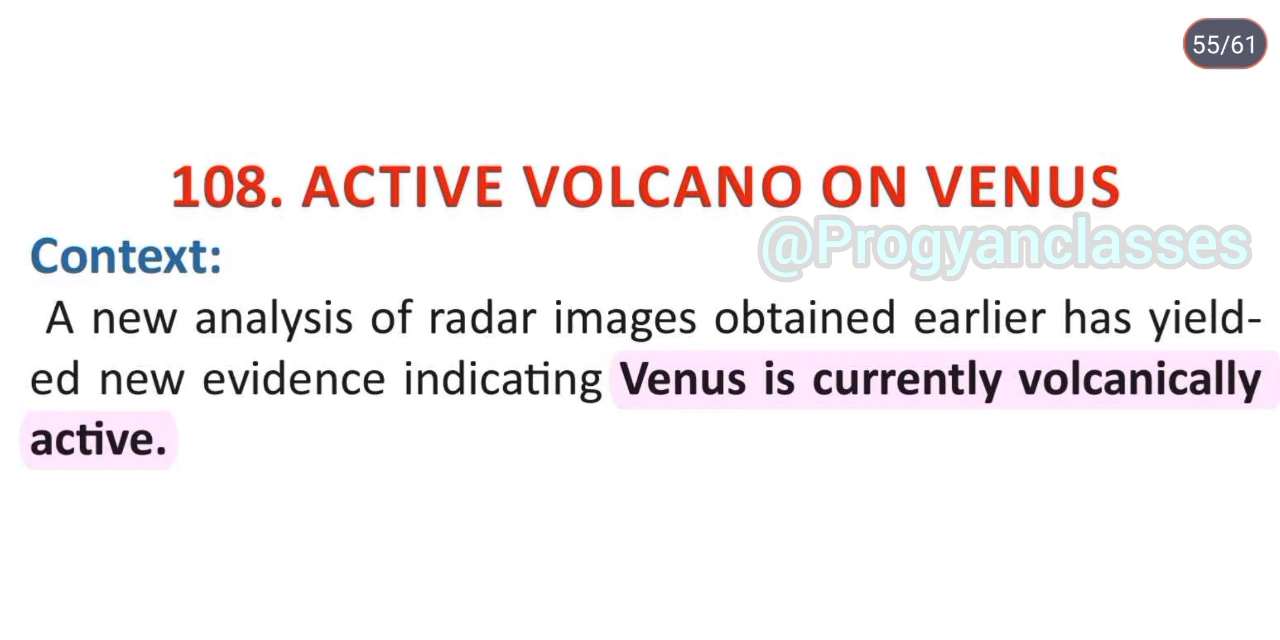 55/61
108. ACTIVE VOLCANO ON VENUS
@Progyanclasses
Context:
A new analysis of radar images obtained earlier has yield-
ed new evidence indicating Venus is currently volcanically
active.